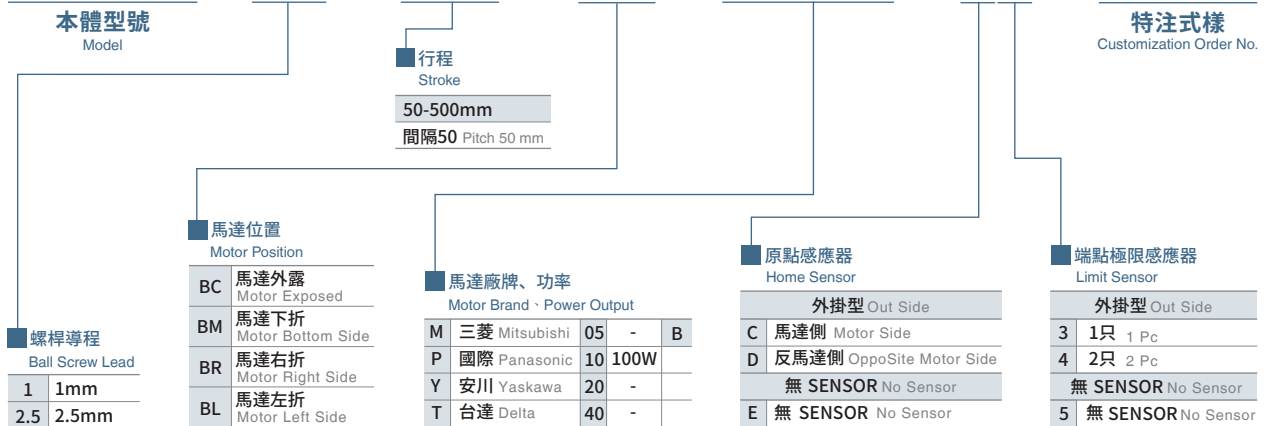 本體型號
Model
特注式樣
Customization Order No.
行程
Stroke
50-500mm
間隔50 Pitch 50 mm
馬達位置
Motor Position
BC 馬達外露
Motor Exposed
BM 馬達下折
Motor Bottom Side
BR 馬達右折
Motor Right Side
BL 馬達左折
Motor Left Side
螺桿導程
Ball Screw Lead
1 1mm
2.5 2.5mm
馬達廠牌、功率
Motor Brand、Power Output
M 三菱 Mitsubishi 05 - B
P 國際 Panasonic 10 100W
Y 安川 Yaskawa 20 -
T 台達 Delta 40 -
原點感應器
Home Sensor
外掛型 Out Side
C 馬達側 Motor Side
D 反馬達側 OppoSite Motor Side
無 SENSOR No Sensor
E 無 SENSOR No Sensor
端點極限感應器
Limit Sensor
外掛型 Out Side
3 1只 1 Pc
4 2只 2 Pc
無 SENSOR No Sensor
5 無 SENSOR No Sensor